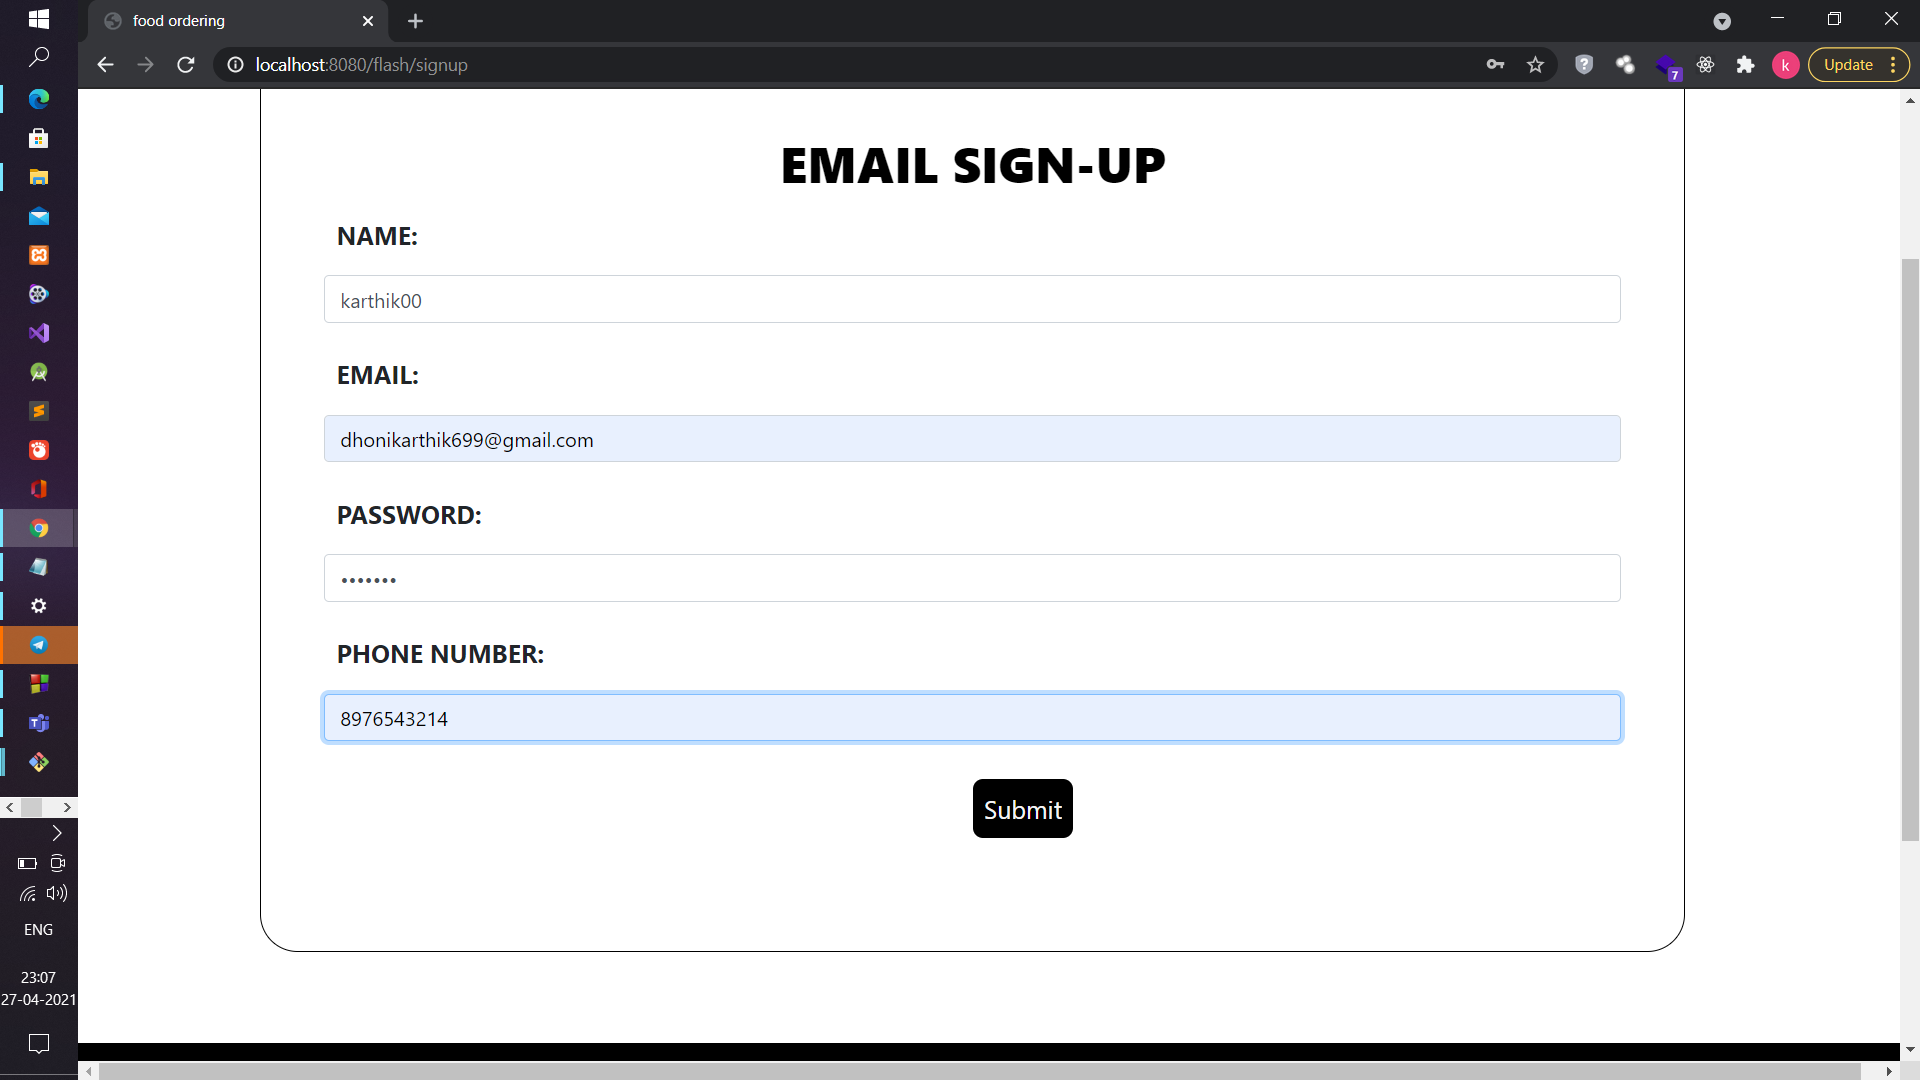 food ordering
localhost:8080/flash/signup
7
k
Update
EMAIL SIGN-UP
NAME:
karthik00
EMAIL:
dhonikarthik699@gmail.com
PASSWORD:
•••••••
PHONE NUMBER:
8976543214
Submit
ENG
23:07
27-04-2021